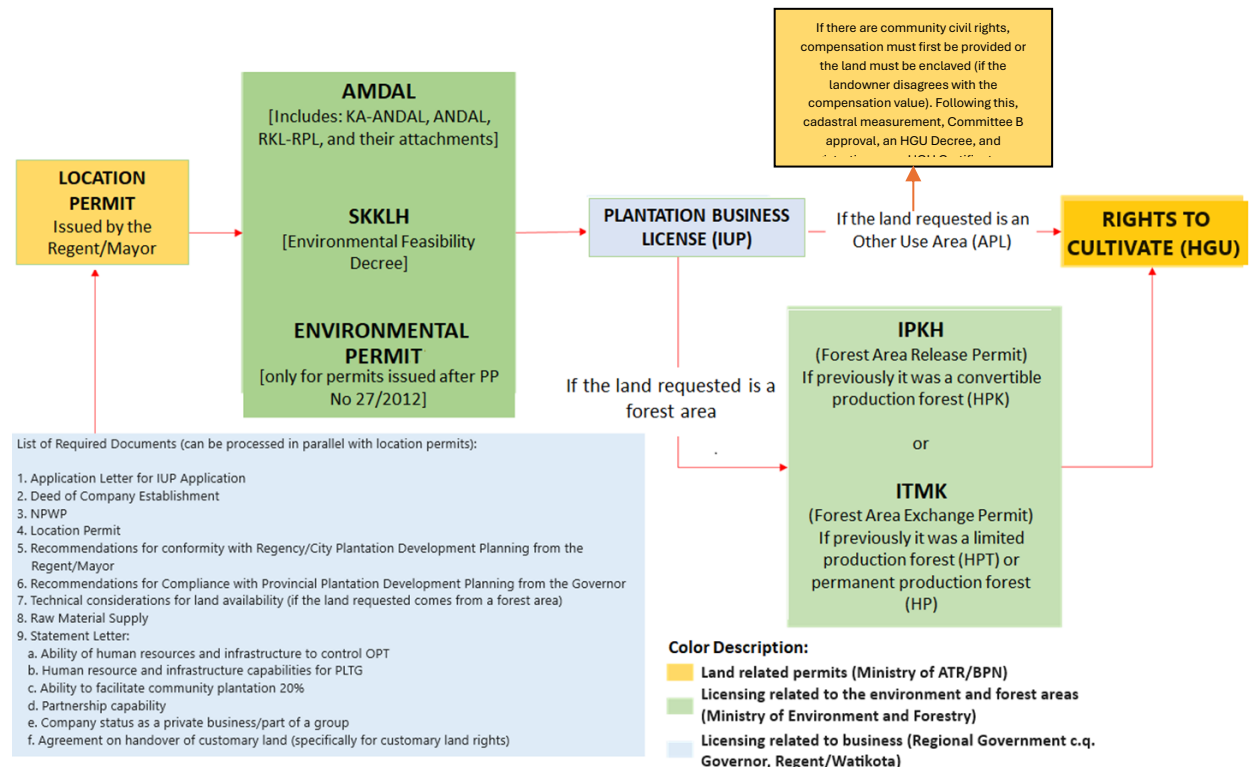 If there are community civil rights,
compensation must first be provided or
the land must be enclaved (if the
landowner disagrees with the
compensation value). Following this,
cadastral measurement, Committee B
approval, an HGU Decree, and
AMDAL
[Includes: KA-ANDAL, ANDAL,
RKL-RPL, and their attachments]
LOCATION
PERMIT
Issued by the
Regent/Mayor
SKKLH
[Environmental Feasibility
Decree]
ENVIRONMENTAL
PERMIT
[only for permits issued after PP
No 27/2012]
PLANTATION BUSINESS
LICENSE (IUP)
If the land requested is an
Other Use Area (APL)
RIGHTS TO
CULTIVATE (HGU)
If the land requested is a
forest area
.
IPKH
(Forest Area Release Permit)
If previously it was a convertible
production forest (HPK)
or
ITMK
(Forest Area Exchange Permit)
If previously it was a limited
production forest (HPT) or
permanent production forest
(HP)
List of Required Documents (can be processed in parallel with location permits):
1. Application Letter for IUP Application
2. Deed of Company Establishment
3. NPWP
4. Location Permit
5. Recommendations for conformity with Regency/City Plantation Development Planning from the
Regent/Mayor
6. Recommendations for Compliance with Provincial Plantation Development Planning from the Governor
7. Technical considerations for land availability (if the land requested comes from a forest area)
8. Raw Material Supply
9. Statement Letter:
a. Ability of human resources and infrastructure to control OPT
b. Human resource and infrastructure capabilities for PLTG
c. Ability to facilitate community plantation 20%
d. Partnership capability
e. Company status as a private business/part of a group
f. Agreement on handover of customary land (specifically for customary land rights)
Color Description:
Land related permits (Ministry of ATR/BPN)
Licensing related to the environment and forest areas
(Ministry of Environment and Forestry)
Licensing related to business (Regional Government c.q.
Governor, Regent/Watikota)